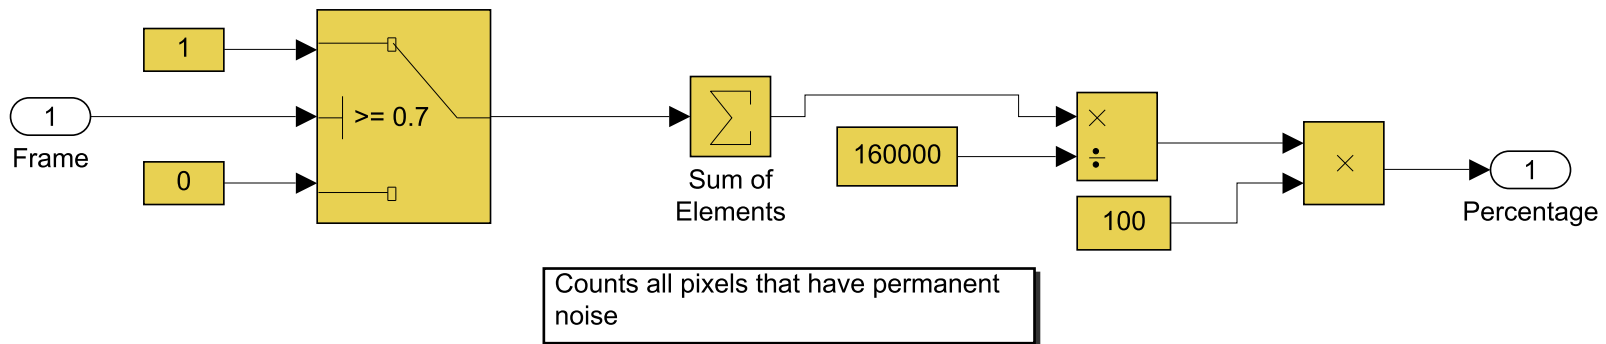 1
1
Frame
0
>= 0.7
Sum of
Elements
160000
×
÷
100
×
1
Percentage
Counts all pixels that have permanent
noise